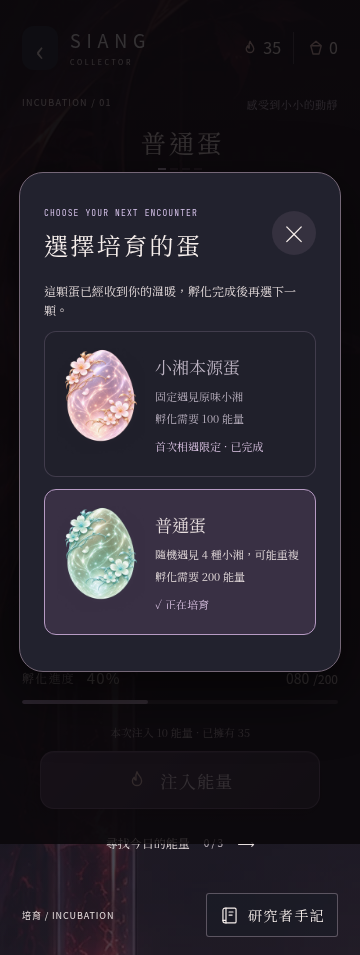 SIANG
COLLECTOR
35
0
INCUBATION / 01
感受到小小的動靜
普通蛋
CHOOSE YOUR NEXT ENCOUNTER
選擇培育的蛋
這顆蛋已經收到你的溫暖，孵化完成後再選下一
顆。
小湘本源蛋
固定遇見原味小湘
孵化需要 100 能量
首次相遇限定 · 已完成
普通蛋
隨機遇見 4 種小湘，可能重複
孵化需要 200 能量
✓ 正在培育
孵化進度 40%
080 /200
本次注入 10 能量 · 已擁有 35
注入能量
尋找今日的能量 0 / 3 →
培育 / INCUBATION
研究者手記